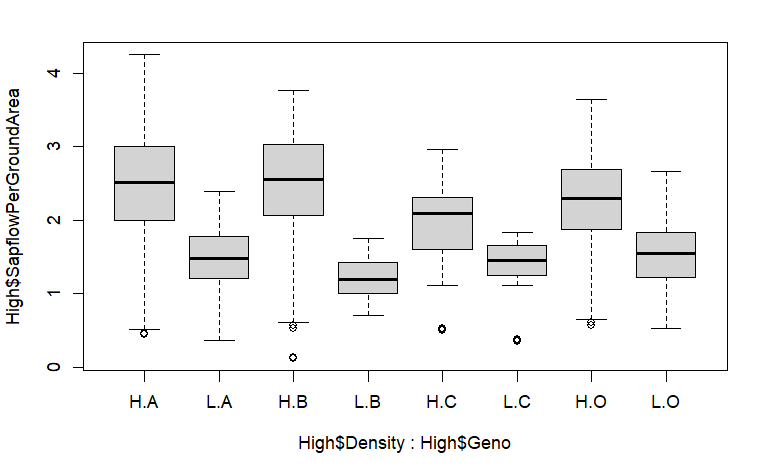 High$SapflowPerGroundArea
4
3
2
1
0
H.A L.A H.B L.B H.C L.C H.O L.O
High$Density : High$Geno